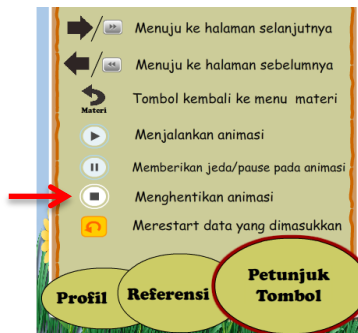 Menuju ke halaman selanjutnya
Menuju ke halaman sebelumnya
Materi
Tombol kembali ke menu materi
Menjalankan animasi
Memberikan jeda/pause pada animasi
Menghentikan animasi
Merestart data yang dimasukkan
Profil
Referensi
Petunjuk
Tombol